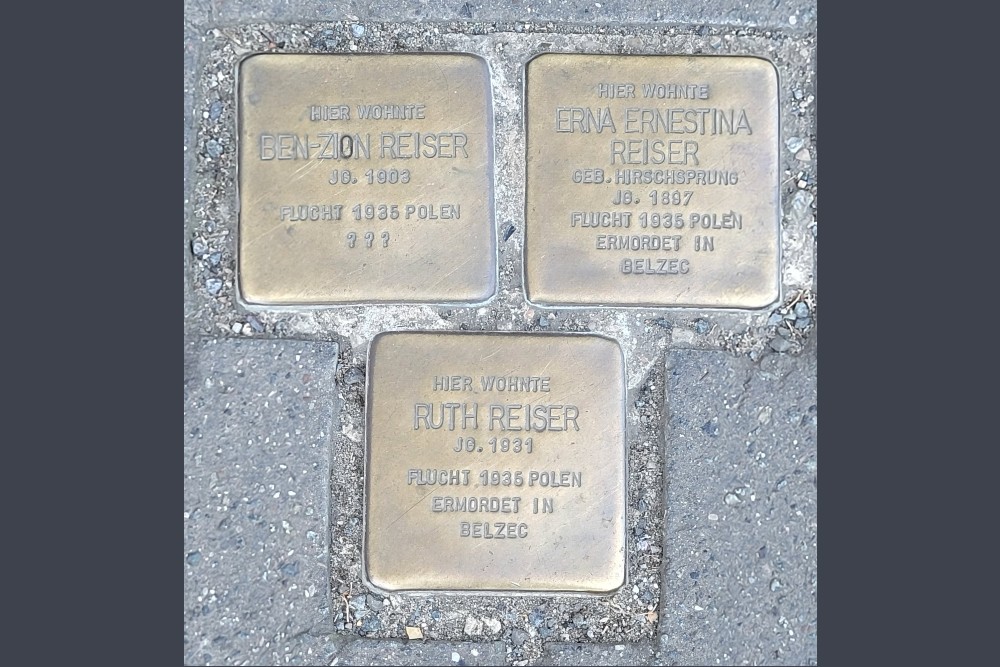 HIER WOHNTE
BEN-ZION REISER
JG. 1903
FLUCHT 1935 POLEN
? ? ?
HIER WOHNTE
ERNA ERNESTINA
REISER
GEB. HIRSCHSPRUNG
JG. 1897
FLUCHT 1935 POLEN
ERMORDET IN
BELZEC
HIER WOHNTE
RUTH REISER
JG. 1931
FLUCHT 1935 POLEN
ERMORDET IN
BELZEC